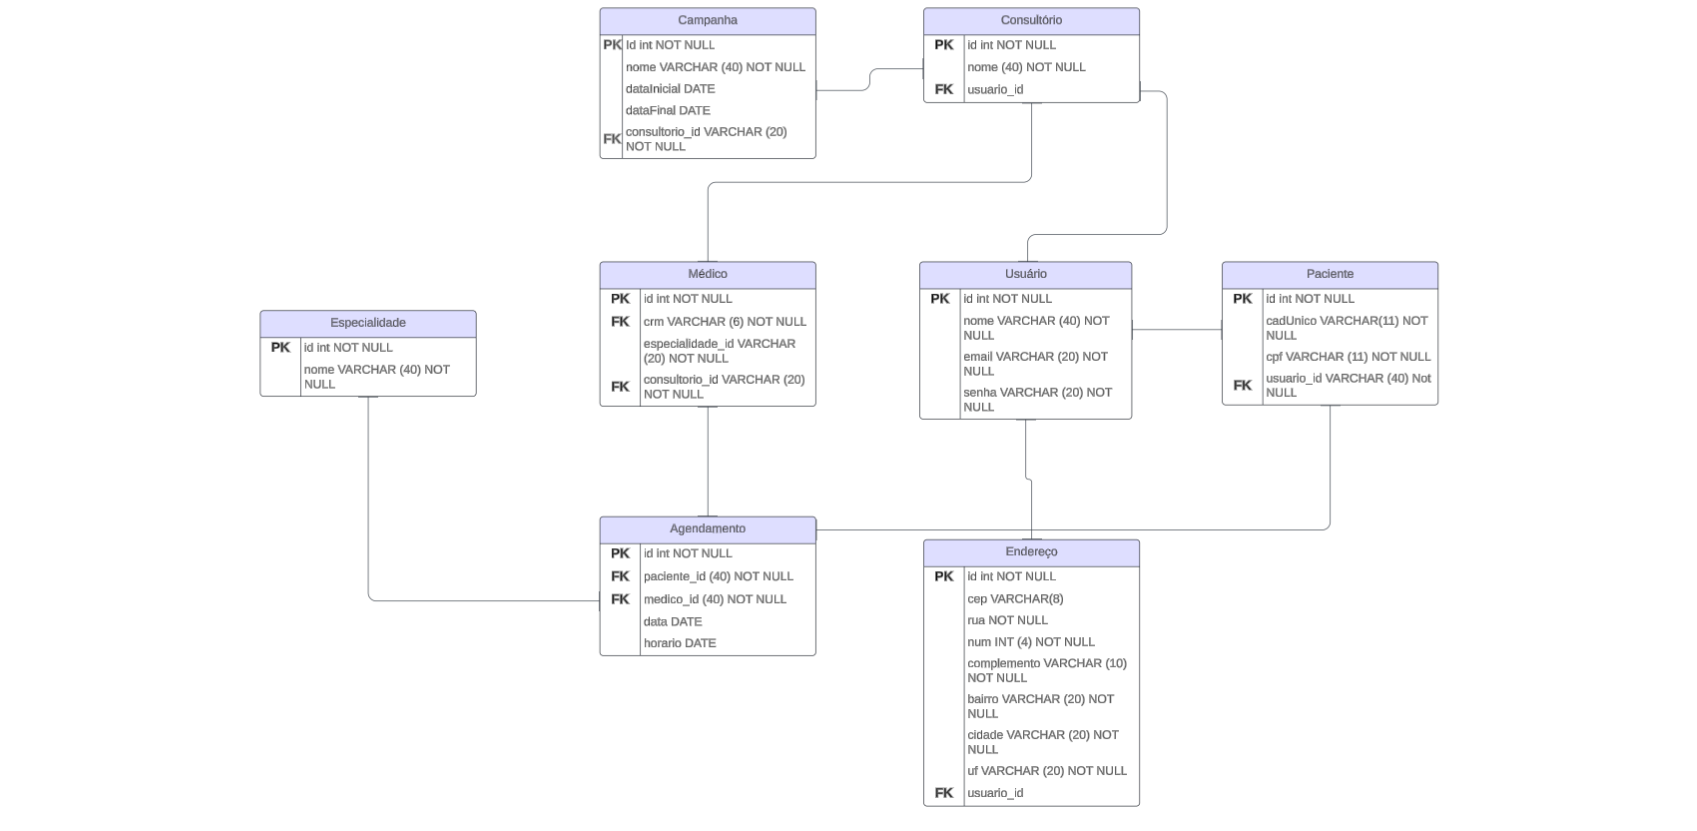 Campanha
PK Id int NOT NULL
nome VARCHAR (40) NOT NULL
dataInicial DATE
dataFinal DATE
FK consultorio_id VARCHAR (20)
NOT NULL
Consultório
PK id int NOT NULL
nome (40) NOT NULL
FK usuario_id
Médico
PK id int NOT NULL
FK crm VARCHAR (6) NOT NULL
especialidade_id VARCHAR
(20) NOT NULL
FK consultorio_id VARCHAR (20)
NOT NULL
Usuário
PK id int NOT NULL
nome VARCHAR (40) NOT
NULL
email VARCHAR (20) NOT
NULL
senha VARCHAR (20) NOT
NULL
Paciente
PK id int NOT NULL
cadUnico VARCHAR(11) NOT
NULL
cpf VARCHAR (11) NOT NULL
FK usuario_id VARCHAR (40) Not
NULL
Especialidade
PK id int NOT NULL
nome VARCHAR (40) NOT
NULL
Agendamento
PK id int NOT NULL
FK paciente_id (40) NOT NULL
FK medico_id (40) NOT NULL
data DATE
horario DATE
Endereço
PK id int NOT NULL
cep VARCHAR(8)
rua NOT NULL
num INT (4) NOT NULL
complemento VARCHAR (10)
NOT NULL
bairro VARCHAR (20) NOT
NULL
cidade VARCHAR (20) NOT
NULL
uf VARCHAR (20) NOT NULL
FK usuario_id